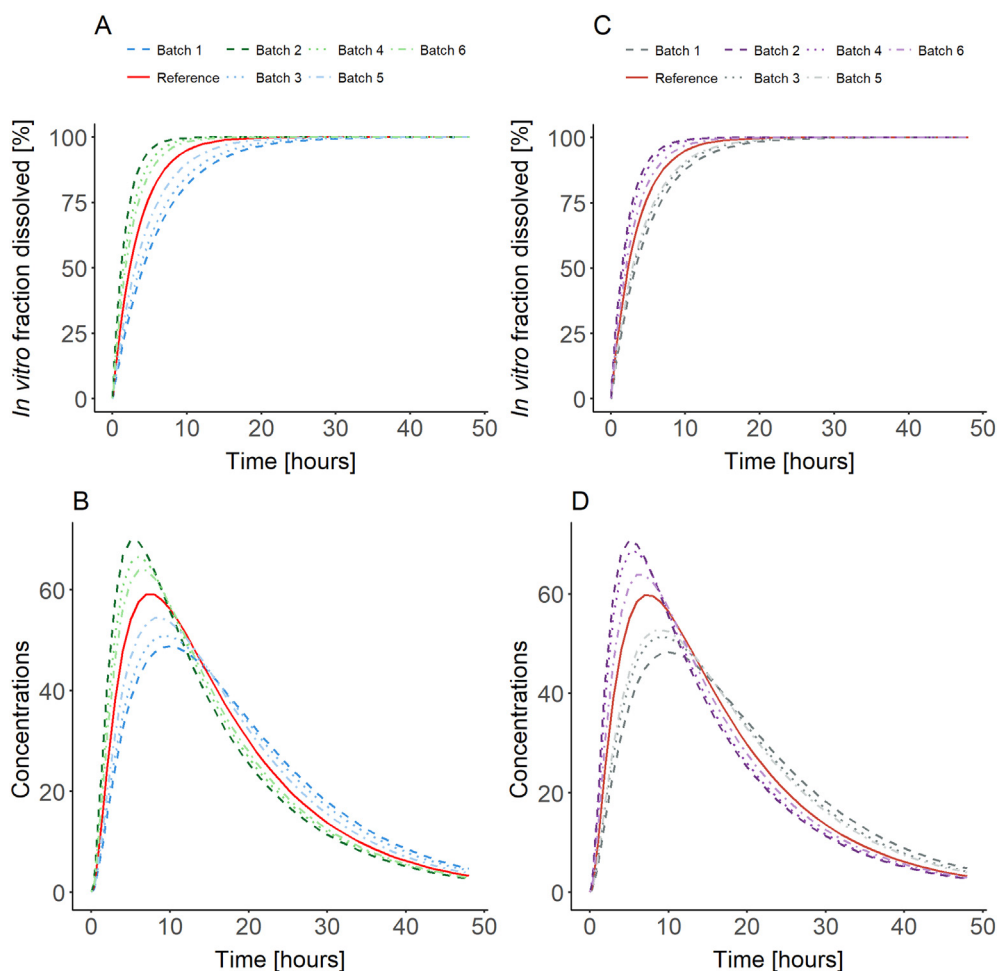 A
Batch 1 Batch 2 Batch 4 Batch 6
Reference Batch 3 Batch 5
In vitro fraction dissolved [%]
100
75
50
25
0
0 10 20 30 40 50
Time [hours]
C
Batch 1 Batch 2 Batch 4 Batch 6
Reference Batch 3 Batch 5
In vitro fraction dissolved [%]
100
75
50
25
0
0 10 20 30 40 50
Time [hours]
B
Concentrations
60
40
20
0
0 10 20 30 40 50
Time [hours]
D
Concentrations
60
40
20
0
0 10 20 30 40 50
Time [hours]